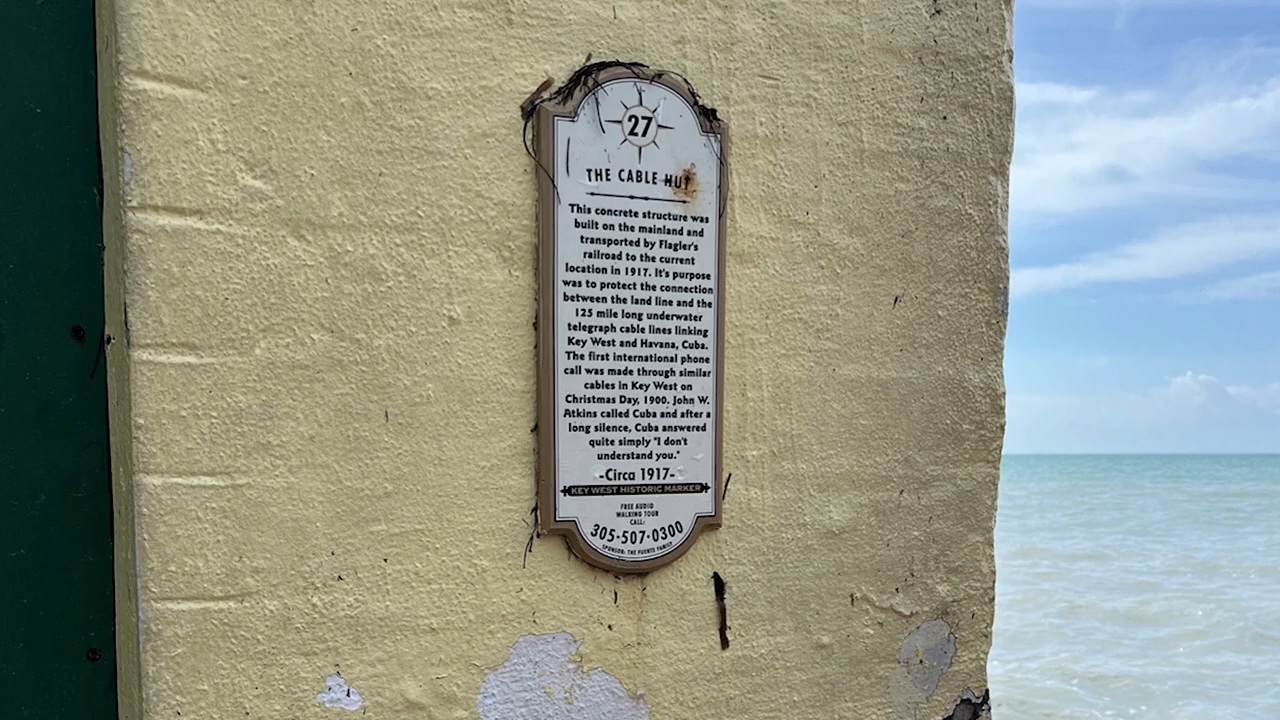 27
THE CABLE HUT
This concrete structure was
built on the mainland and
transported by Flagler's
railroad to the current
location in 1917. It's purpose
was to protect the connection
between the land line and the
125 mile long underwater
telegraph cable lines linking
Key West and Havana, Cuba.
The first international phone
call was made through similar
cables in Key West on
Christmas Day, 1900. John W.
Atkins called Cuba and after a
long silence, Cuba answered
quite simply "I don't
understand you."
-Circa 1917-
KEY WEST HISTORIC MARKER
FREE AUDIO
WALKING TOUR
CALL:
305-507-0300
SPONSOR: THE FUENTE FAMILY